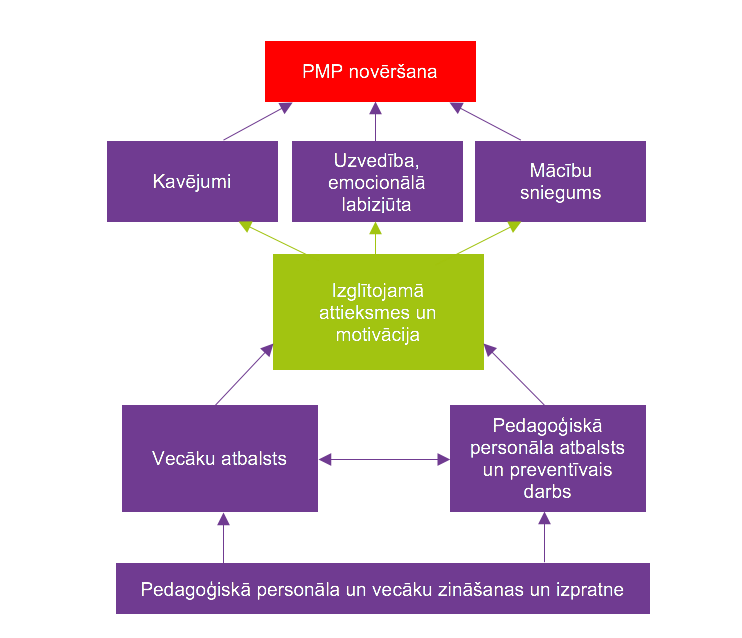 PMP novēršana
Kavējumi
Uzvedība,
emocionālā
labizjūta
Mācību
sniegums
Izglītojamā
attieksmes un
motivācija
Vecāku atbalsts
Pedagoģiskā
personāla atbalsts
un preventīvais
darbs
Pedagoģiskā personāla un vecāku zināšanas un izpratne